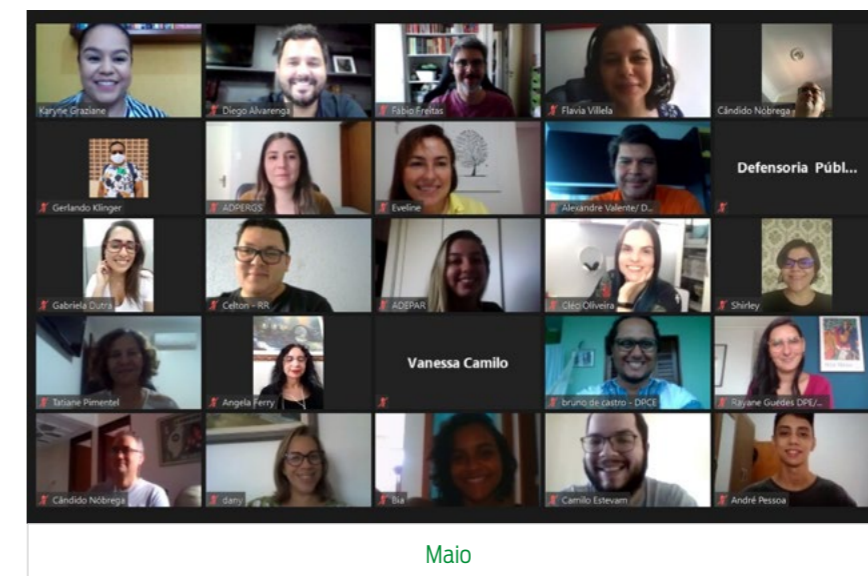 Karyne Graziane
Diego Alvarenga
Fabio Freitas
Flavia Villela
Cândido Nóbrega
Gerlando Klinger
ADPERGS
Eveline
Alexandre Valente/ D...
Defensoria Públ...
Gabriela Dutra
Celton - RR
ADEPAR
Cléo Oliveira
Shirley
Tatiane Pimentel
Angela Ferry
Vanessa Camilo
bruno de castro - DPCE
Rayane Guedes DPE/...
Cândido Nóbrega
dany
Bia
Camilo Estevam
André Pessoa
Maio